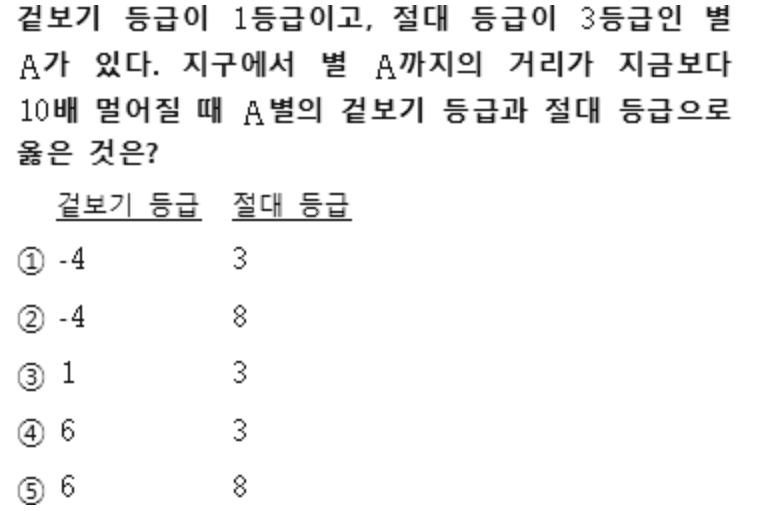 겉보기 등급이 1등급이고, 절대 등급이 3등급인 별
A가 있다. 지구에서 별 A까지의 거리가 지금보다
10배 멀어질 때 A별의 겉보기 등급과 절대 등급으로
옳은 것은?
겉보기 등급 절대 등급
① -4 3
② -4 8
③ 1 3
④ 6 3
⑤ 6 8